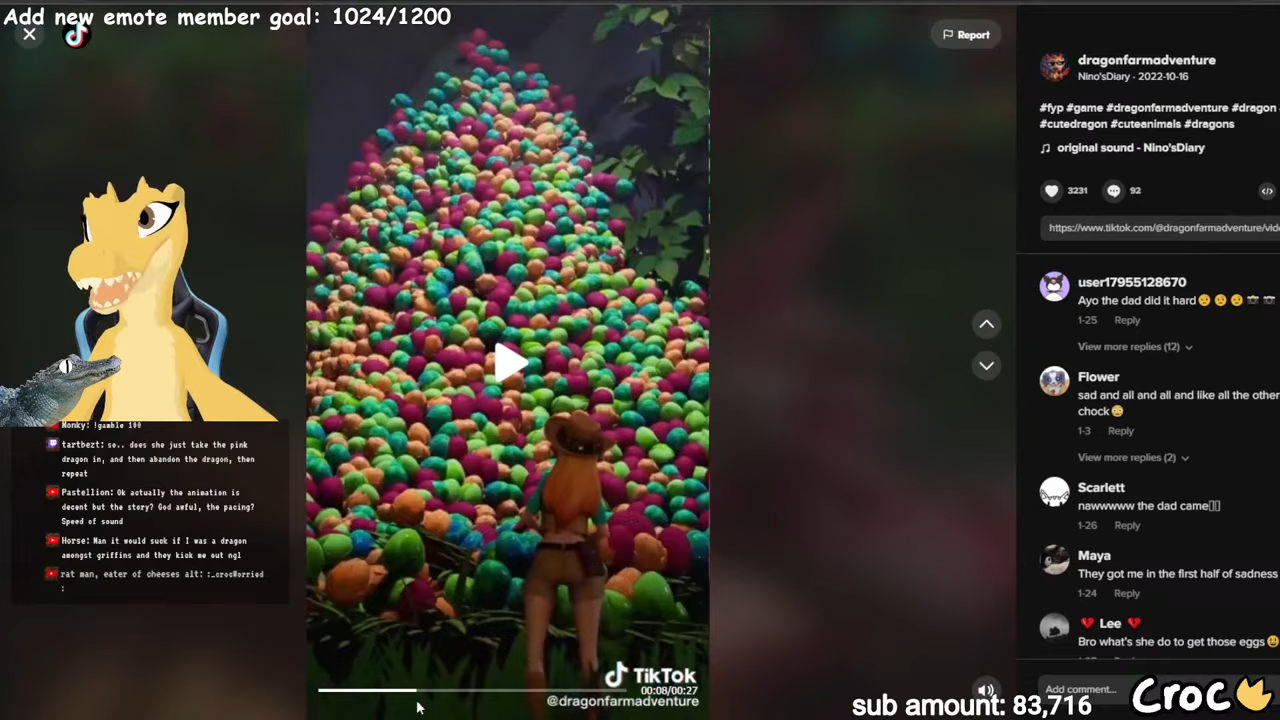 Add new emote member goal: 1024/1200
Report
dragonfarmadventure
Nino'sDiary · 2022-10-16
#fyp #game #dragonfarmadventure #dragon
#cutedragon #cuteanimals #dragons
original sound - Nino'sDiary
3231
92
https://www.tiktok.com/@dragonfarmadventure/vid
user17955128670
Ayo the dad did it hard
1-25 Reply
View more replies (12)
Flower
sad and all and all and like all the other
chock
1-3 Reply
View more replies (2)
Scarlett
nawwwww the dad came
1-26 Reply
Maya
They got me in the first half of sadness
1-24 Reply
Lee
Bro what's she do to get those eggs
Add comment...
Monky: !gamble 100
tartbezt: so.. does she just take the pink
dragon in, and then abandon the dragon, then
repeat
Pastellion: Ok actually the animation is
decent but the story? God awful, the pacing?
Speed of sound
Horse: Man it would suck if I was a dragon
amongst griffins and they kick me out ngl
rat man, eater of cheeses alt: :_crocWorried
:
TikTok
00:08/00:27
@dragonfarmadventure
sub amount: 83,716
Croc